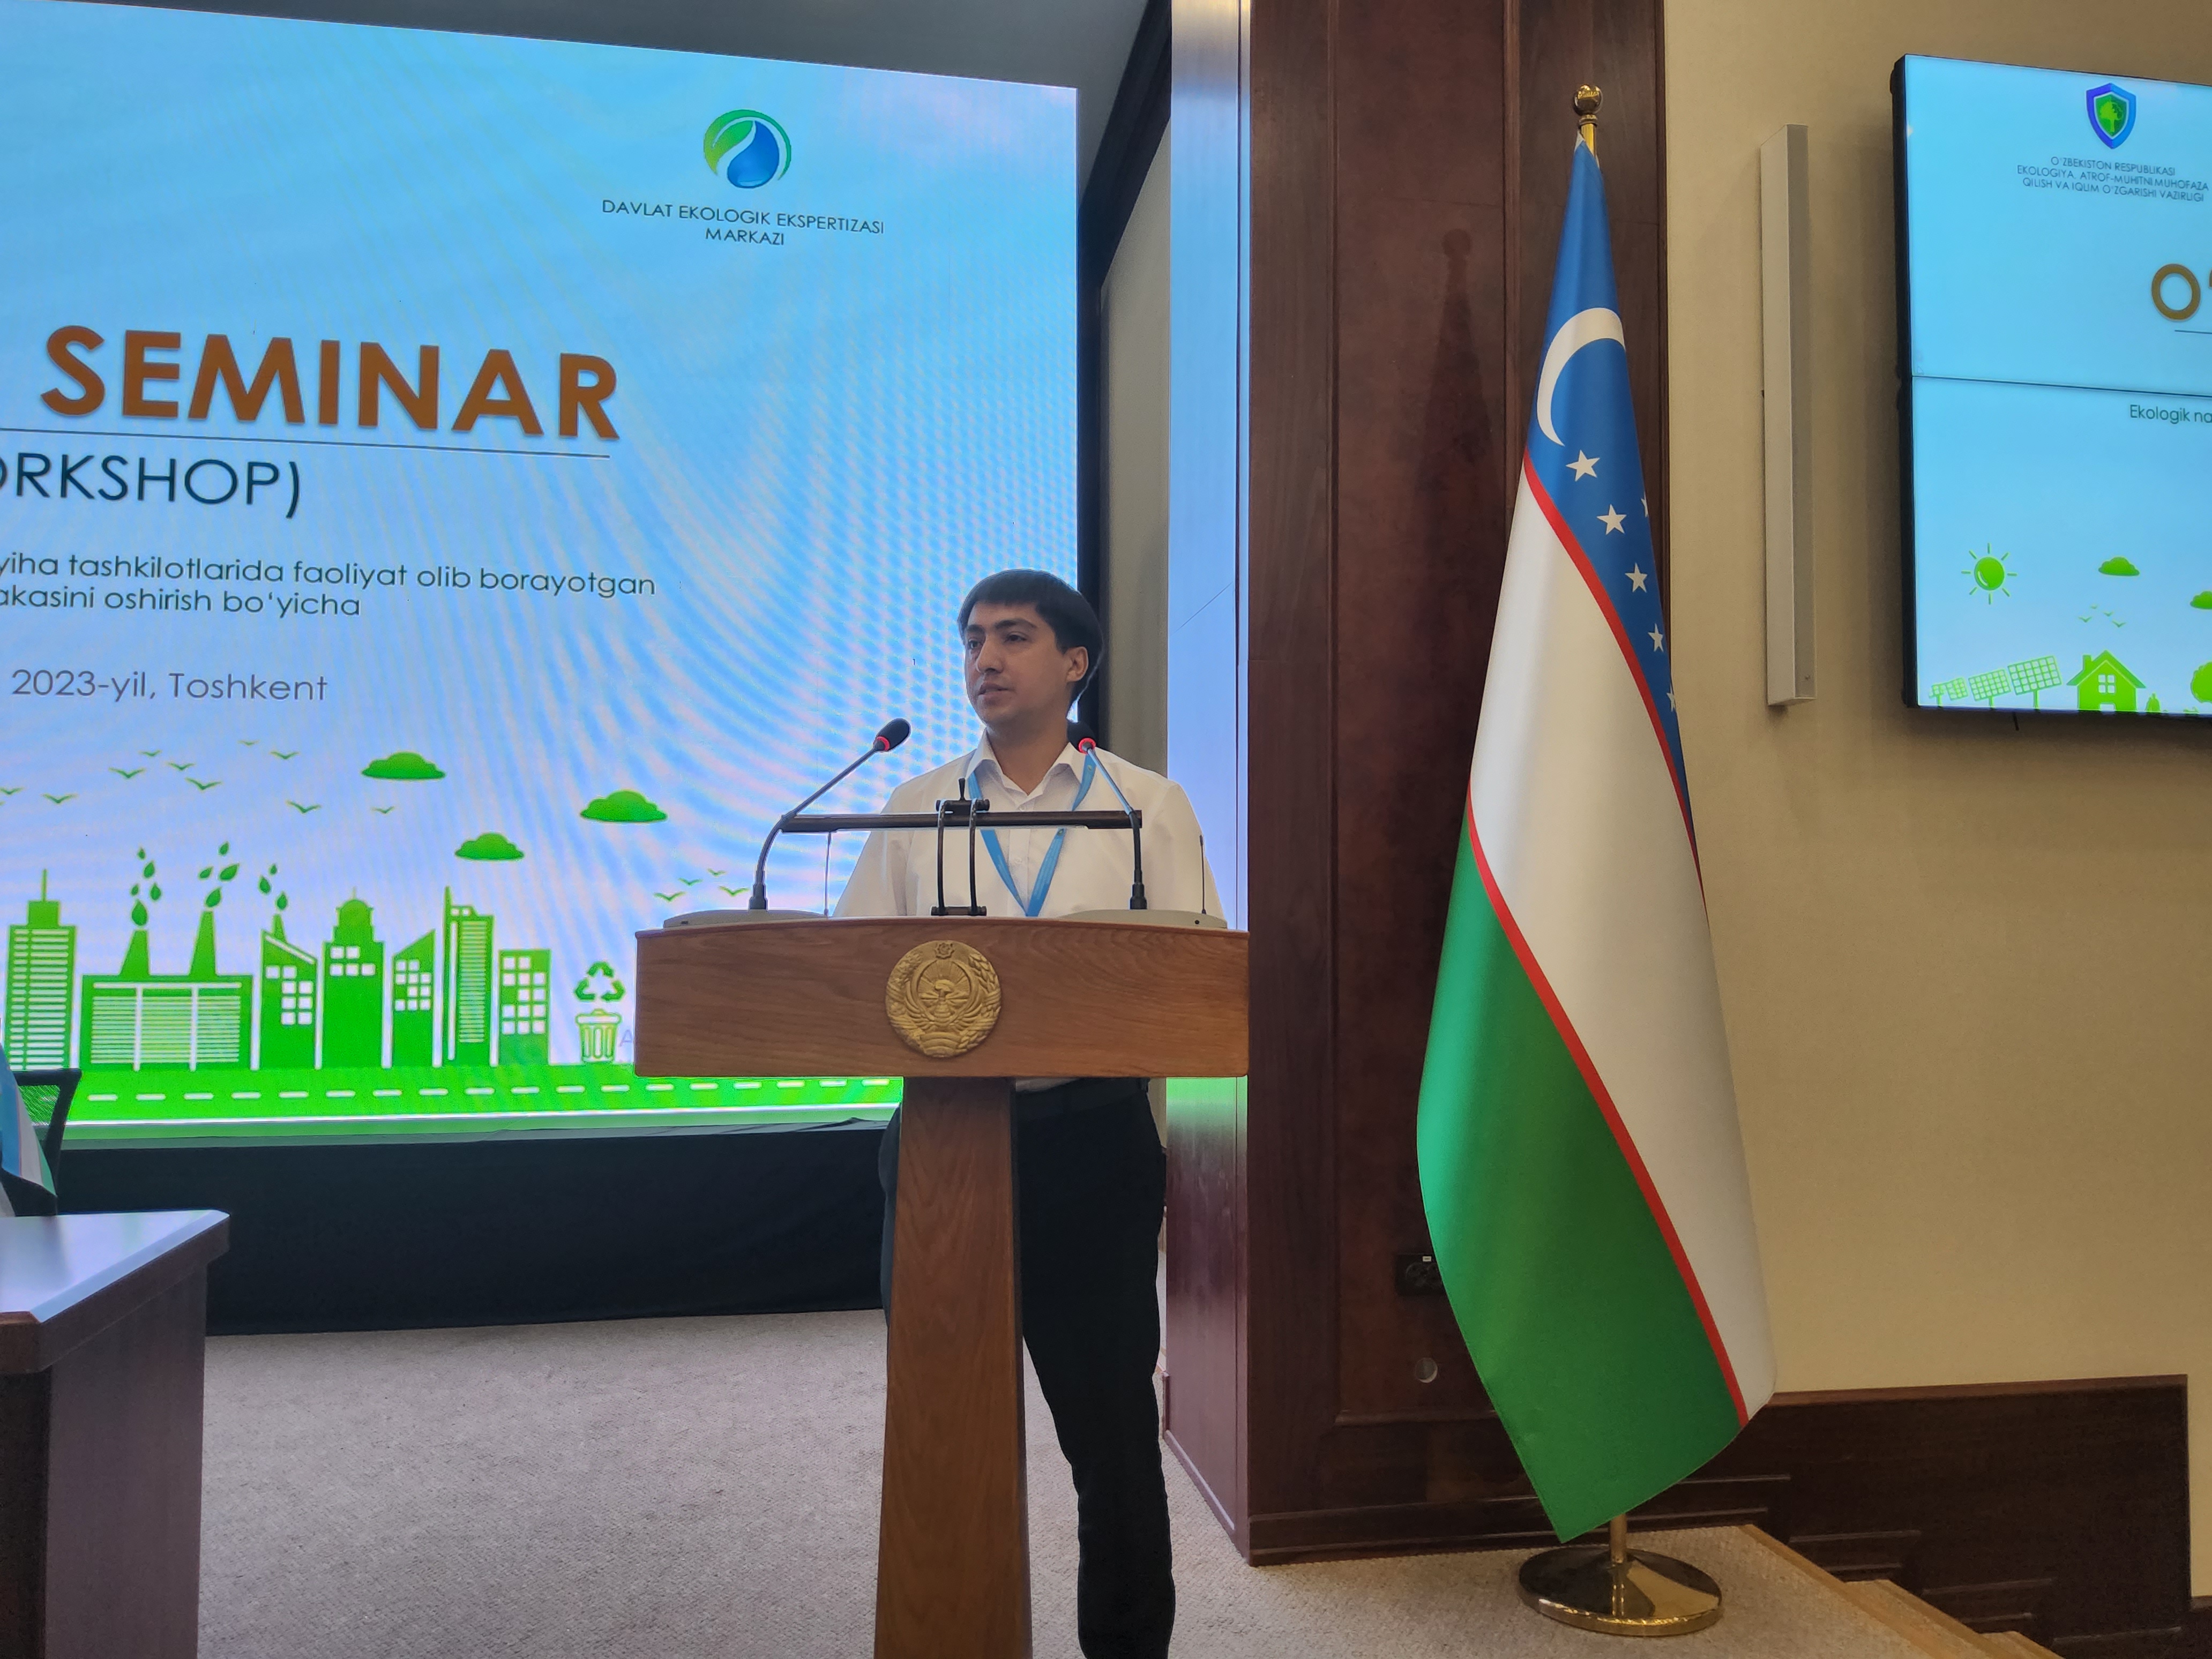 DAVLAT EKOLOGIK EKSPERTIZASI
MARKAZI
SEMINAR
ORKSHOP)
yiha tashkilotlarida faoliyat olib borayotgan
akasini oshirish bo‘yicha
2023-yil, Toshkent
O‘ZBEKISTON RESPUBLIKASI
EKOLOGIYA, ATROF-MUHITNI MUHOFAZA
QILISH VA IQLIM O‘ZGARISHI VAZIRLIGI
O‘
Ekologik na